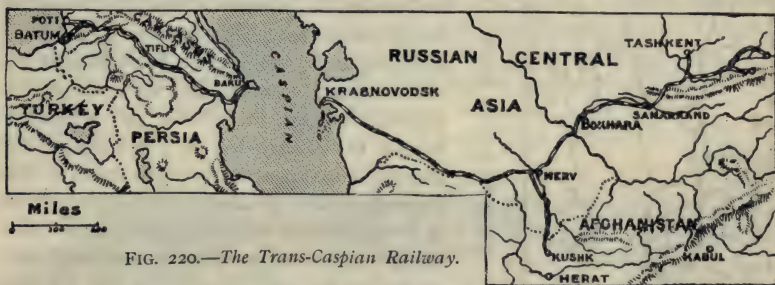 POTI
BATUM
TIFLIS
BAKU
TURKEY
PERSIA
CASPIAN
KRASNOVODSK
RUSSIAN CENTRAL
ASIA
TASHKENT
SAMARKAND
BOKHARA
MERV
AFGHANISTAN
KUSHK
KABUL
HERAT
Miles
FIG. 220.—The Trans-Caspian Railway.